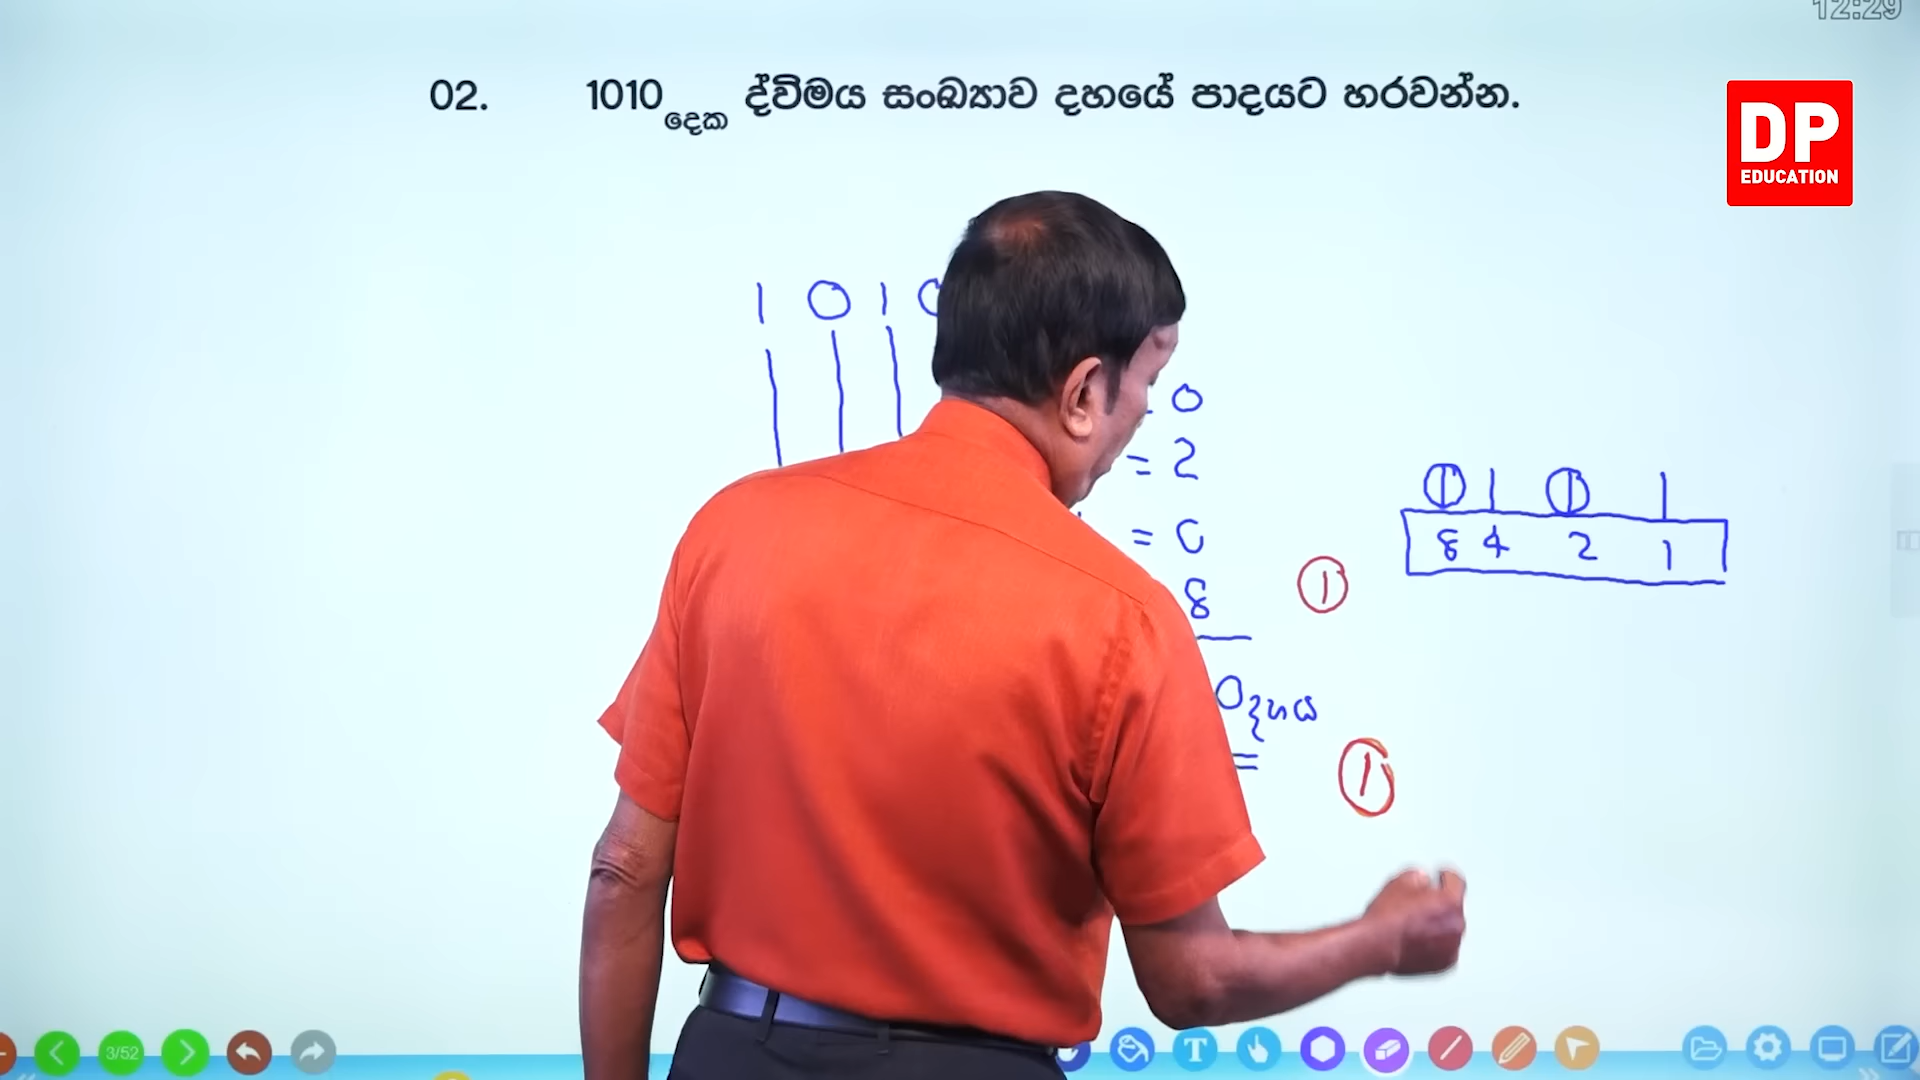 12:29
02. 1010දෙක ද්විමය සංඛ්‍යාව දහයේ පාදයට හරවන්න.
DP
EDUCATION
1 0 1 0
0
= 2
1 1
8 4 2 1
= 0
1
8
0දහය
=
1
3/52
T